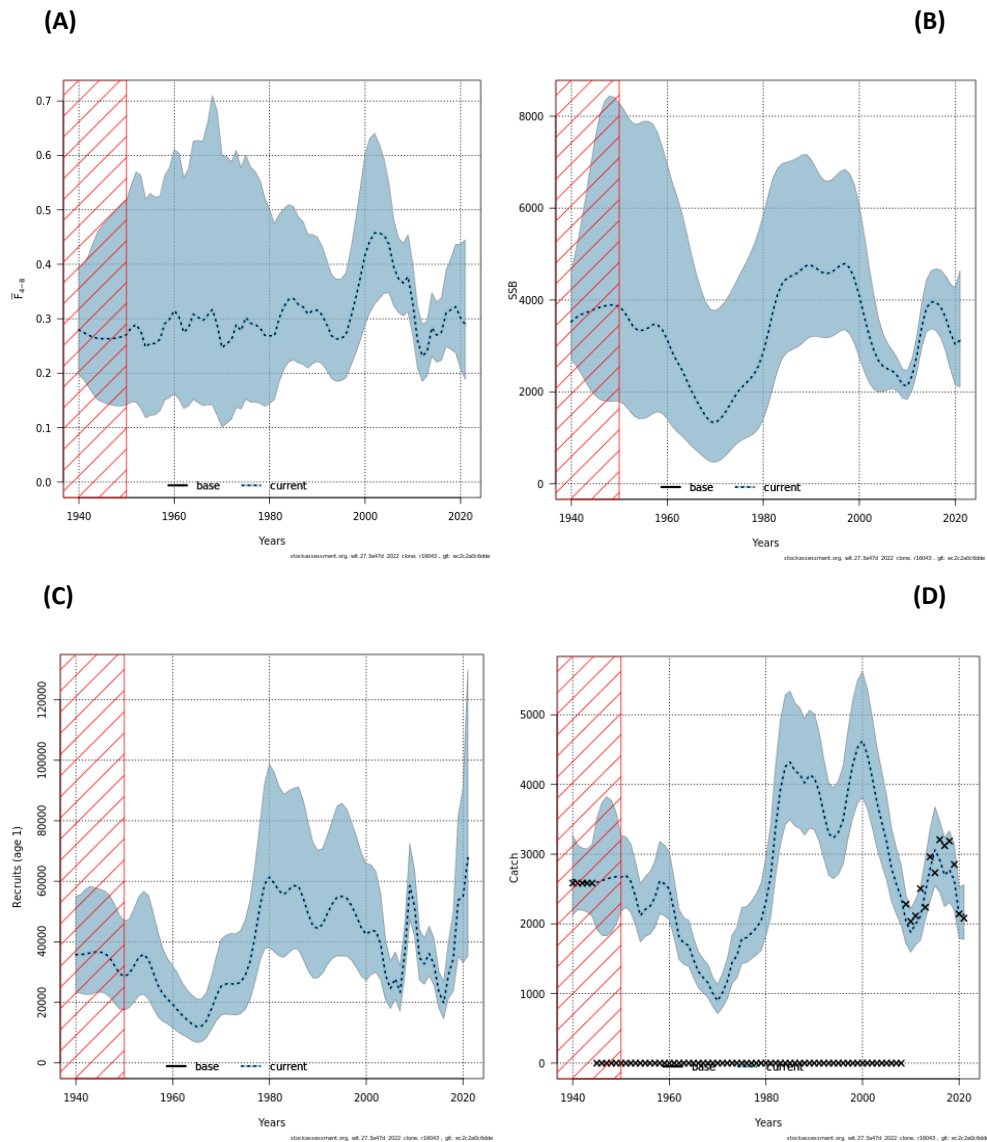 (A)
(B)
0.7
0.6
0.5
0.4
0.3
0.2
0.1
0.0
F̅4−8
base current
1940 1960 1980 2000 2020
Years
stockassessment.org, wit.27.3a47d_2022_clone, r16043 , git: ec2c2a0c6dde
8000
6000
4000
2000
0
SSB
base current
1940 1960 1980 2000 2020
Years
stockassessment.org, wit.27.3a47d_2022_clone, r16043 , git: ec2c2a0c6dde
(C)
(D)
120000
100000
80000
60000
40000
20000
0
Recruits (age 1)
base current
1940 1960 1980 2000 2020
Years
stockassessment.org, wit.27.3a47d_2022_clone, r16043 , git: ec2c2a0c6dde
5000
4000
3000
2000
1000
0
Catch
base current
1940 1960 1980 2000 2020
Years
stockassessment.org, wit.27.3a47d_2022_clone, r16043 , git: ec2c2a0c6dde